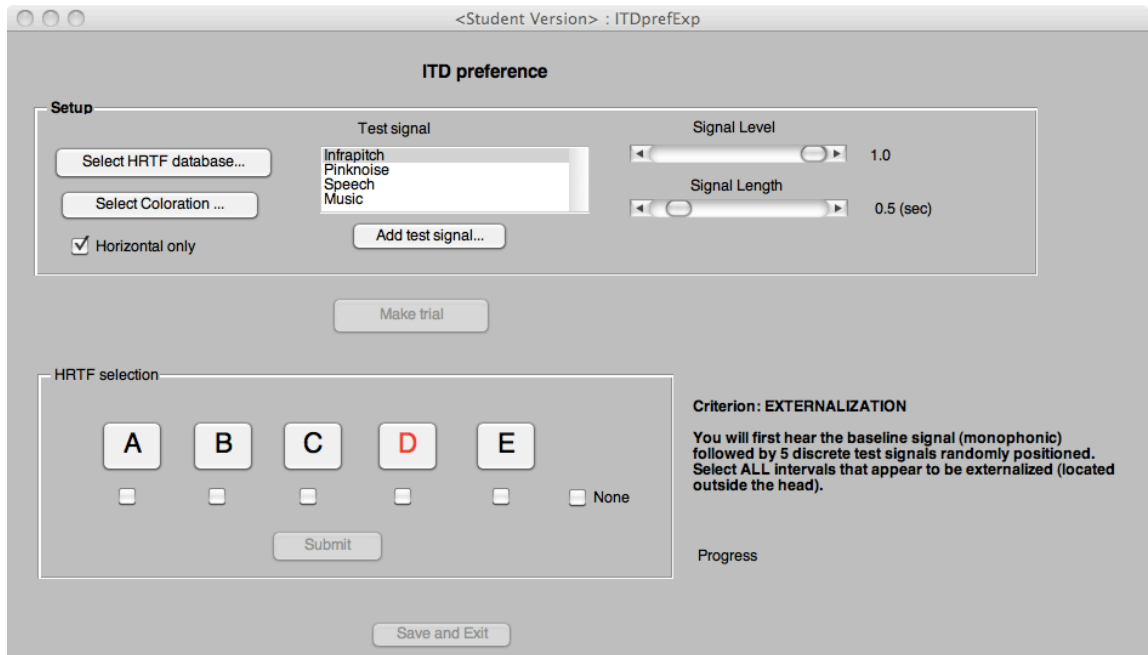 <Student Version> : ITDprefExp
ITD preference
Setup
Select HRTF database...
Select Coloration ...
Horizontal only
Test signal
Infrapitch
Pinknoise
Speech
Music
Add test signal...
Signal Level
1.0
Signal Length
0.5 (sec)
Make trial
HRTF selection
A B C D E
None
Submit
Criterion: EXTERNALIZATION
You will first hear the baseline signal (monophonic)
followed by 5 discrete test signals randomly positioned.
Select ALL intervals that appear to be externalized (located
outside the head).
Progress
Save and Exit